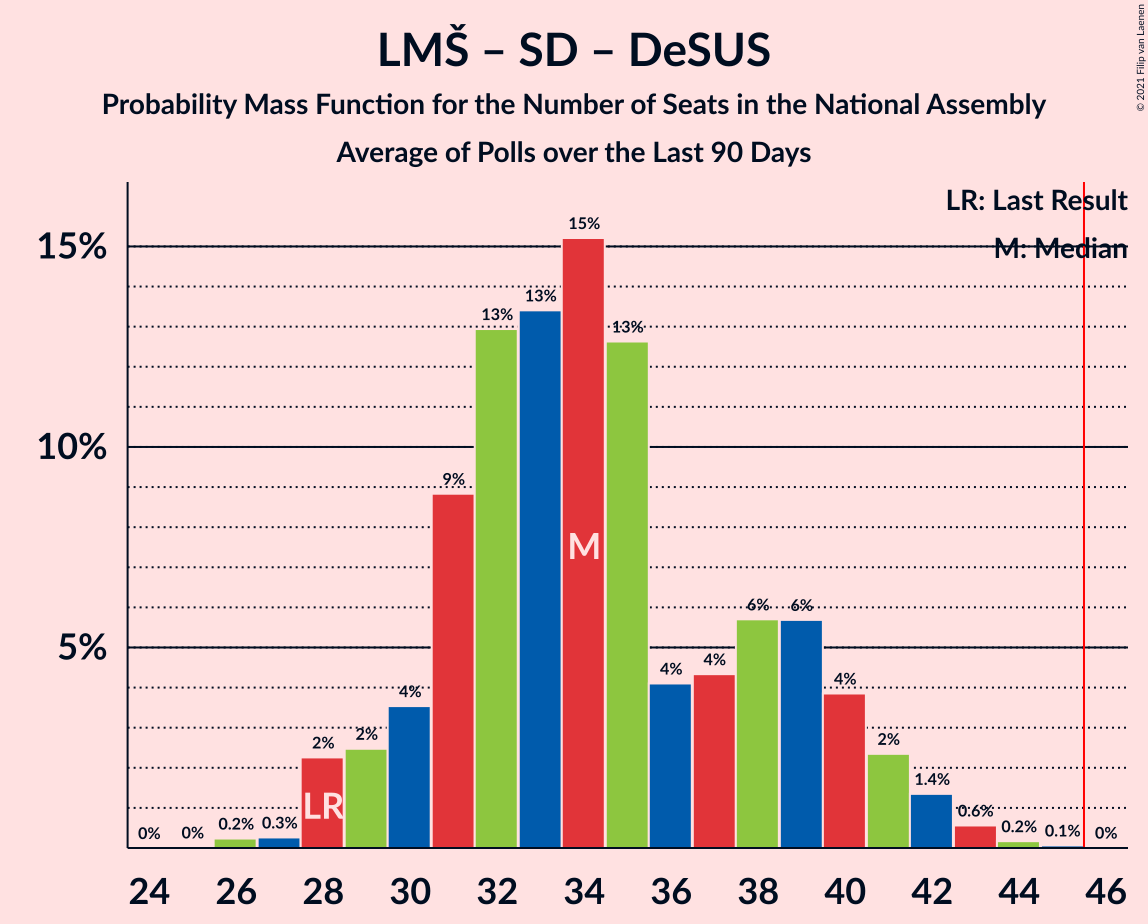 LMŠ – SD – DeSUS
Probability Mass Function for the Number of Seats in the National Assembly
Average of Polls over the Last 90 Days
© 2021 Filip van Laenen
LR: Last Result
M: Median
15%
10%
5%
0%
0%
0.2%
0.3%
2%
2%
4%
9%
13%
13%
15%
13%
4%
4%
6%
6%
4%
2%
1.4%
0.6%
0.2%
0.1%
0%
LR
M
24 26 28 30 32 34 36 38 40 42 44 46